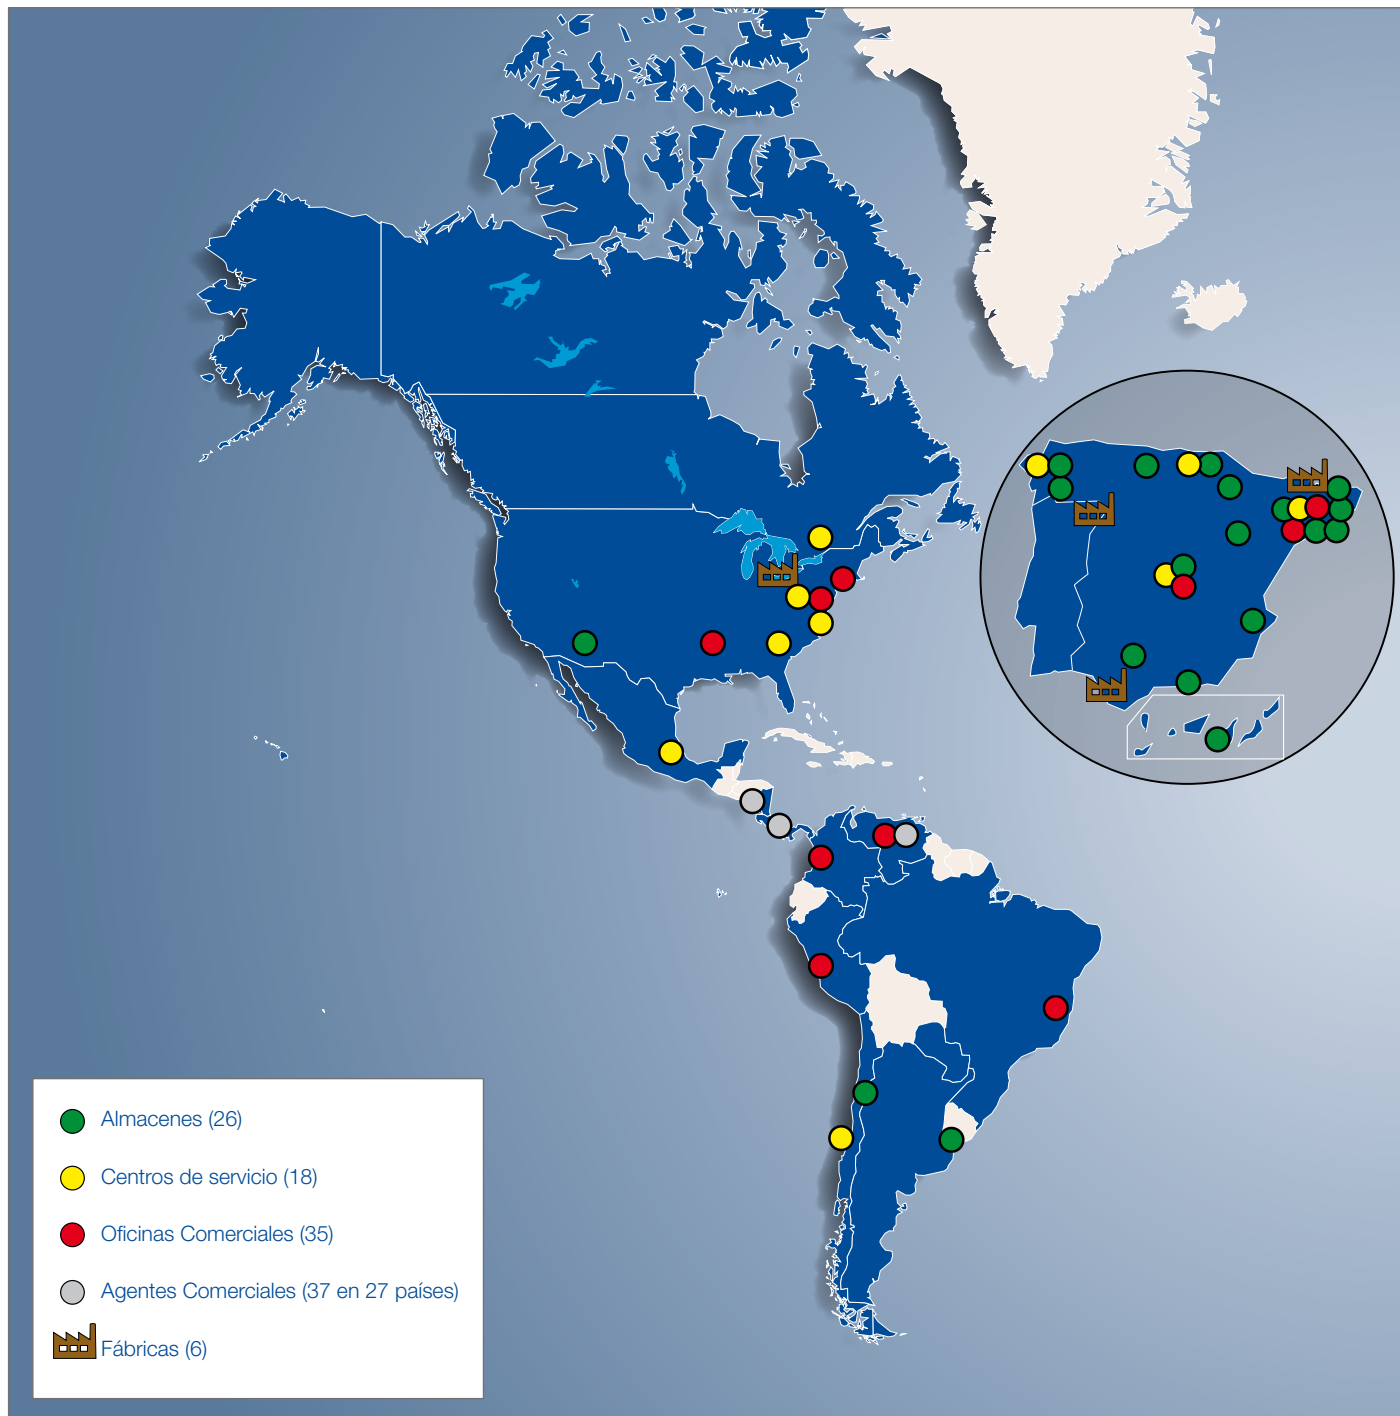 Almacenes (26)
Centros de servicio (18)
Oficinas Comerciales (35)
Agentes Comerciales (37 en 27 países)
Fábricas (6)